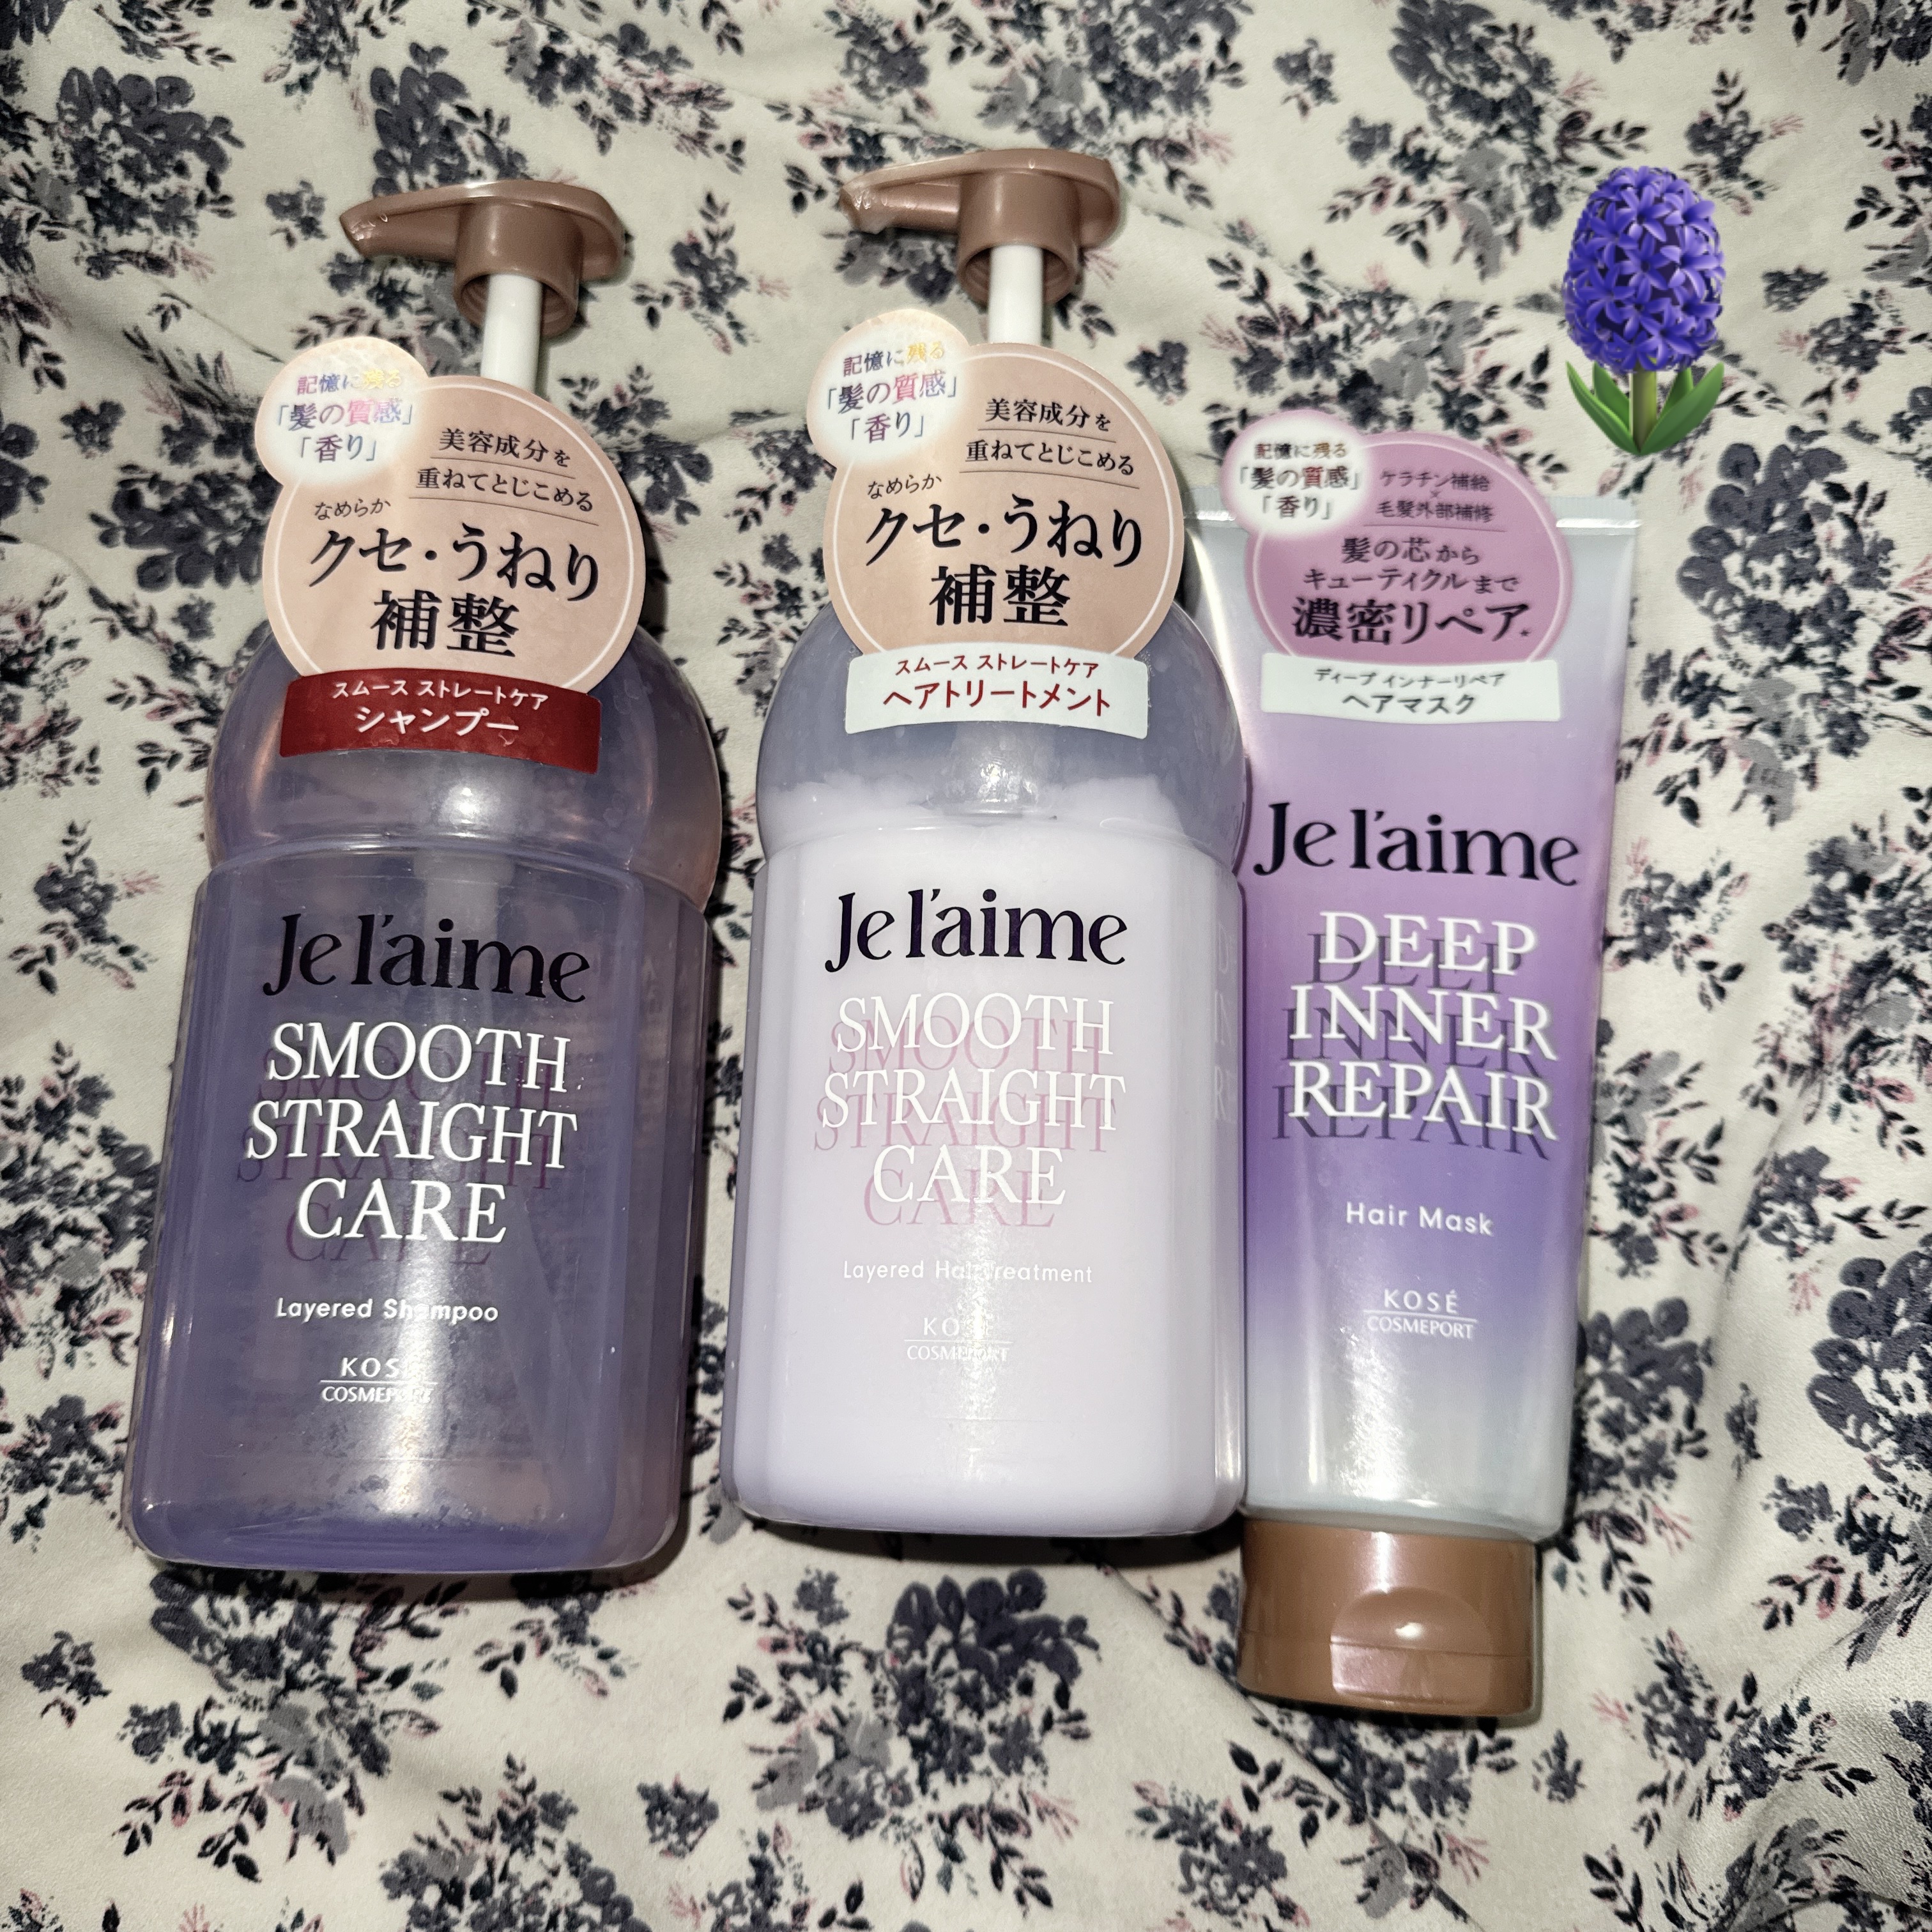 記憶に残る
「髪の質感」
「香り」
美容成分を
重ねてとじこめる
なめらか
クセ・うねり
補整
スムース ストレートケア
シャンプー
Je l'aime
SMOOTH
STRAIGHT
CARE
Layered Shampoo
KOSÉ
COSMEPORT
記憶に残る
「髪の質感」
「香り」
美容成分を
重ねてとじこめる
なめらか
クセ・うねり
補整
スムース ストレートケア
ヘアトリートメント
Je l'aime
SMOOTH
STRAIGHT
CARE
Layered Hair Treatment
KOSÉ
COSMEPORT
記憶に残る
「髪の質感」
「香り」
ケラチン補給
×
毛髪外部補修
髪の芯から
キューティクルまで
濃密リペア*
ディープ インナーリペア
ヘアマスク
Je l'aime
DEEP
INNER
REPAIR
Hair Mask
KOSÉ
COSMEPORT